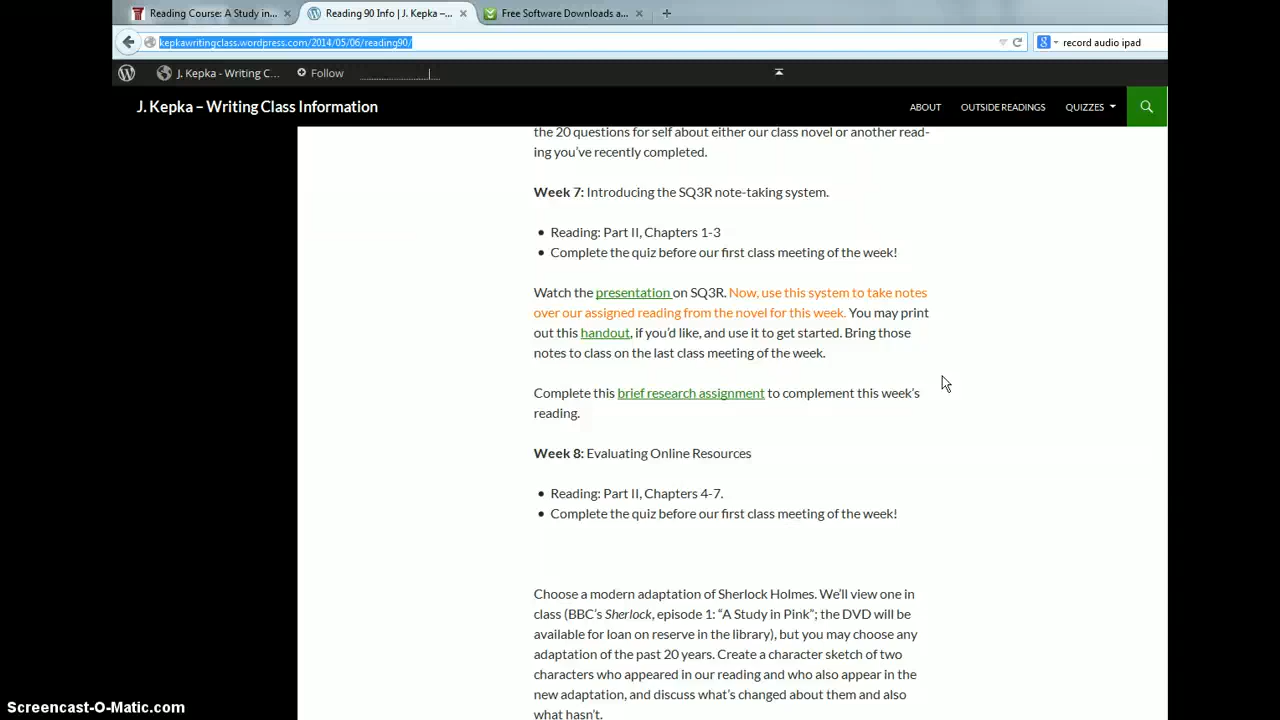 Reading Course: A Study in...
Reading 90 Info | J. Kepka –...
Free Software Downloads a...
kepkawritingclass.wordpress.com/2014/05/06/reading90/
record audio ipad
J. Kepka - Writing C...
Follow
J. Kepka – Writing Class Information
ABOUT
OUTSIDE READINGS
QUIZZES
the 20 questions for self about either our class novel or another read-
ing you've recently completed.
Week 7: Introducing the SQ3R note-taking system.
• Reading: Part II, Chapters 1-3
• Complete the quiz before our first class meeting of the week!
Watch the presentation on SQ3R. Now, use this system to take notes
over our assigned reading from the novel for this week. You may print
out this handout, if you'd like, and use it to get started. Bring those
notes to class on the last class meeting of the week.
Complete this brief research assignment to complement this week's
reading.
Week 8: Evaluating Online Resources
• Reading: Part II, Chapters 4-7.
• Complete the quiz before our first class meeting of the week!
Choose a modern adaptation of Sherlock Holmes. We'll view one in
class (BBC's Sherlock, episode 1: "A Study in Pink"; the DVD will be
available for loan on reserve in the library), but you may choose any
adaptation of the past 20 years. Create a character sketch of two
characters who appeared in our reading and who also appear in the
new adaptation, and discuss what's changed about them and also
what hasn't.
Screencast-O-Matic.com